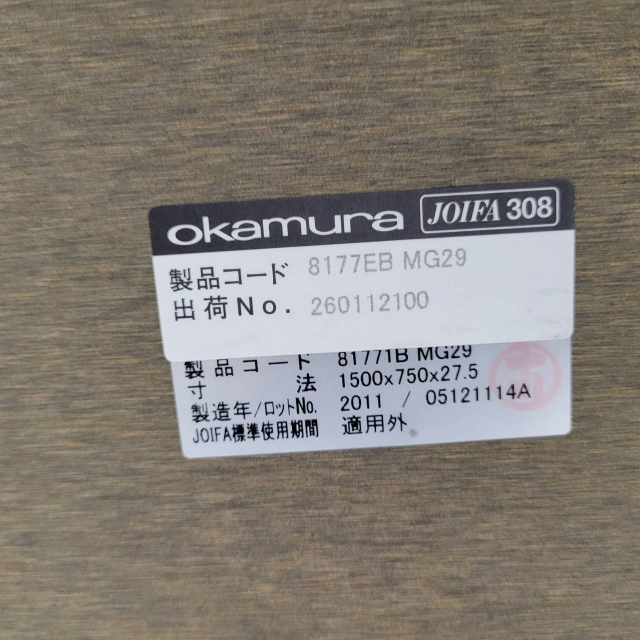 okamura JOIFA 308
製品コード 8177EB MG29
出荷No. 260112100
製品コード 81771B MG29
寸法 1500x750x27.5
製造年/ロットNo. 2011 / 05121114A
JOIFA標準使用期間 適用外